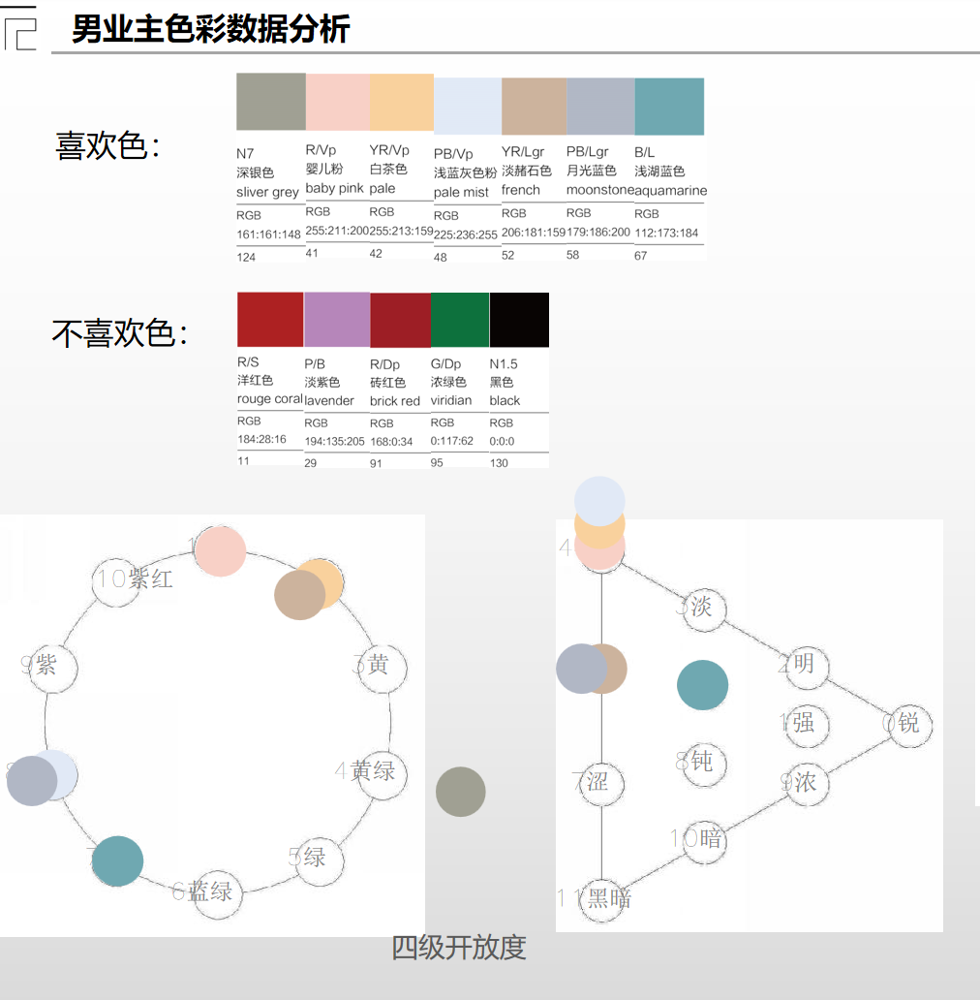 男业主色彩数据分析
喜欢色：
N7 R/Vp YR/Vp PB/Vp YR/Lgr PB/Lgr B/L
深银色 婴儿粉 白茶色 浅蓝灰色粉 淡赭石色 月光蓝色 浅湖蓝色
sliver grey baby pink pale pale mist french moonstone aquamarine
RGB RGB RGB RGB RGB RGB RGB
161:161:148 255:211:200 255:213:159 225:236:255 206:181:159 179:186:200 112:173:184
124 41 42 48 52 58 67
不喜欢色：
R/S P/B R/Dp G/Dp N1.5
洋红色 淡紫色 砖红色 浓绿色 黑色
rouge coral lavender brick red viridian black
RGB RGB RGB RGB RGB
184:28:16 194:135:205 168:0:34 0:117:62 0:0:0
11 29 91 95 130
1
10紫红
9紫
3黄
4黄绿
5绿
6蓝绿
4
3淡
2明
1强
0锐
8钝
7涩
9浓
10暗
11黑暗
四级开放度